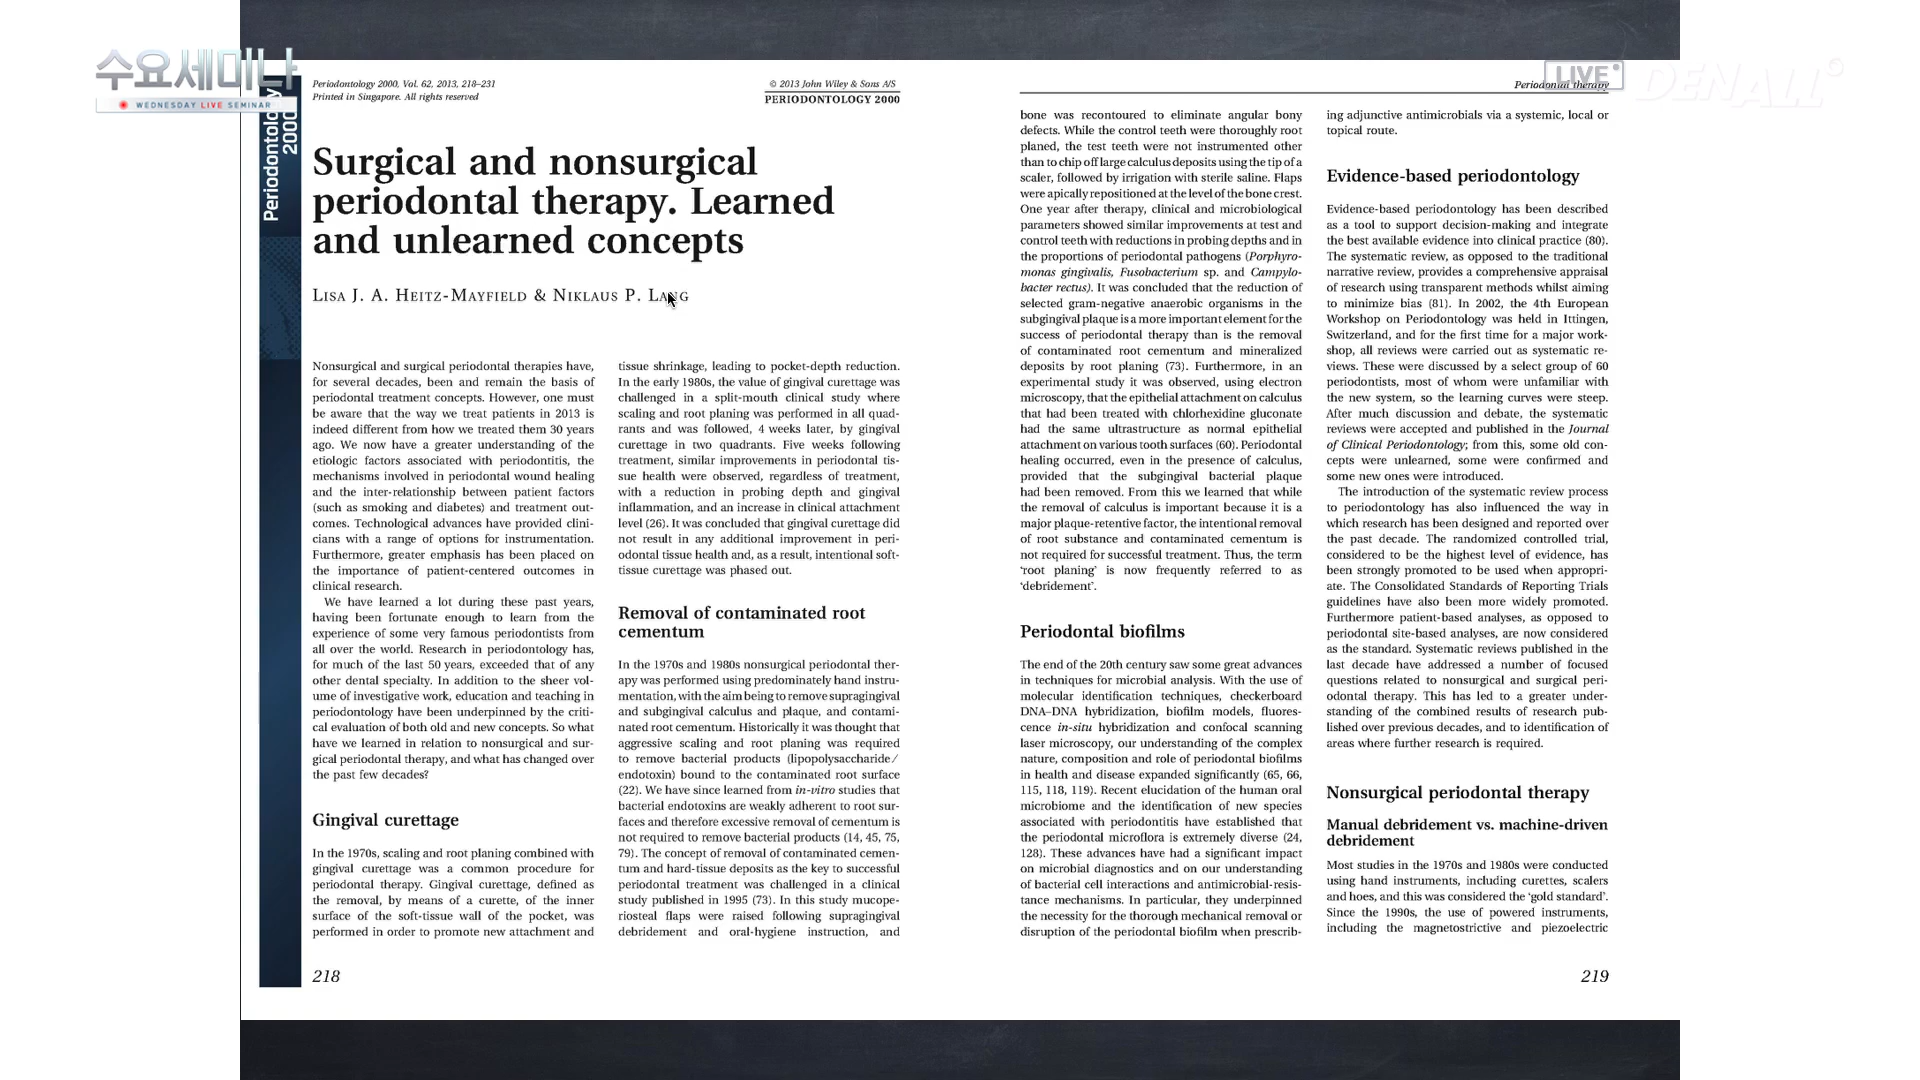 수요세미나
WEDNESDAY LIVE SEMINAR
LIVE
DENALL
Periodontology
2000
Periodontology 2000, Vol. 62, 2013, 218–231
Printed in Singapore. All rights reserved
© 2013 John Wiley & Sons A/S
PERIODONTOLOGY 2000
Surgical and nonsurgical
periodontal therapy. Learned
and unlearned concepts
LISA J. A. HEITZ-MAYFIELD & NIKLAUS P. LANG
Nonsurgical and surgical periodontal therapies have,
for several decades, been and remain the basis of
periodontal treatment concepts. However, one must
be aware that the way we treat patients in 2013 is
indeed different from how we treated them 30 years
ago. We now have a greater understanding of the
etiologic factors associated with periodontitis, the
mechanisms involved in periodontal wound healing
and the inter-relationship between patient factors
(such as smoking and diabetes) and treatment out-
comes. Technological advances have provided clini-
cians with a range of options for instrumentation.
Furthermore, greater emphasis has been placed on
the importance of patient-centered outcomes in
clinical research.
We have learned a lot during these past years,
having been fortunate enough to learn from the
experience of some very famous periodontists from
all over the world. Research in periodontology has,
for much of the last 50 years, exceeded that of any
other dental specialty. In addition to the sheer vol-
ume of investigative work, education and teaching in
periodontology have been underpinned by the criti-
cal evaluation of both old and new concepts. So what
have we learned in relation to nonsurgical and sur-
gical periodontal therapy, and what has changed over
the past few decades?
Gingival curettage
In the 1970s, scaling and root planing combined with
gingival curettage was a common procedure for
periodontal therapy. Gingival curettage, defined as
the removal, by means of a curette, of the inner
surface of the soft-tissue wall of the pocket, was
performed in order to promote new attachment and
tissue shrinkage, leading to pocket-depth reduction.
In the early 1980s, the value of gingival curettage was
challenged in a split-mouth clinical study where
scaling and root planing was performed in all quad-
rants and was followed, 4 weeks later, by gingival
curettage in two quadrants. Five weeks following
treatment, similar improvements in periodontal tis-
sue health were observed, regardless of treatment,
with a reduction in probing depth and gingival
inflammation, and an increase in clinical attachment
level (26). It was concluded that gingival curettage did
not result in any additional improvement in peri-
odontal tissue health and, as a result, intentional soft-
tissue curettage was phased out.
Removal of contaminated root
cementum
In the 1970s and 1980s nonsurgical periodontal ther-
apy was performed using predominately hand instru-
mentation, with the aim being to remove supragingival
and subgingival calculus and plaque, and contami-
nated root cementum. Historically it was thought that
aggressive scaling and root planing was required
to remove bacterial products (lipopolysaccharide/
endotoxin) bound to the contaminated root surface
(22). We have since learned from in-vitro studies that
bacterial endotoxins are weakly adherent to root sur-
faces and therefore excessive removal of cementum is
not required to remove bacterial products (14, 45, 75,
79). The concept of removal of contaminated cemen-
tum and hard-tissue deposits as the key to successful
periodontal treatment was challenged in a clinical
study published in 1995 (73). In this study mucope-
riosteal flaps were raised following supragingival
debridement and oral-hygiene instruction, and
218
Periodontal therapy
bone was recontoured to eliminate angular bony
defects. While the control teeth were thoroughly root
planed, the test teeth were not instrumented other
than to chip off large calculus deposits using the tip of a
scaler, followed by irrigation with sterile saline. Flaps
were apically repositioned at the level of the bone crest.
One year after therapy, clinical and microbiological
parameters showed similar improvements at test and
control teeth with reductions in probing depths and in
the proportions of periodontal pathogens (Porphyro-
monas gingivalis, Fusobacterium sp. and Campylo-
bacter rectus). It was concluded that the reduction of
selected gram-negative anaerobic organisms in the
subgingival plaque is a more important element for the
success of periodontal therapy than is the removal
of contaminated root cementum and mineralized
deposits by root planing (73). Furthermore, in an
experimental study it was observed, using electron
microscopy, that the epithelial attachment on calculus
that had been treated with chlorhexidine gluconate
had the same ultrastructure as normal epithelial
attachment on various tooth surfaces (60). Periodontal
healing occurred, even in the presence of calculus,
provided that the subgingival bacterial plaque
had been removed. From this we learned that while
the removal of calculus is important because it is a
major plaque-retentive factor, the intentional removal
of root substance and contaminated cementum is
not required for successful treatment. Thus, the term
‘root planing’ is now frequently referred to as
‘debridement’.
Periodontal biofilms
The end of the 20th century saw some great advances
in techniques for microbial analysis. With the use of
molecular identification techniques, checkerboard
DNA–DNA hybridization, biofilm models, fluores-
cence in-situ hybridization and confocal scanning
laser microscopy, our understanding of the complex
nature, composition and role of periodontal biofilms
in health and disease expanded significantly (65, 66,
115, 118, 119). Recent elucidation of the human oral
microbiome and the identification of new species
associated with periodontitis have established that
the periodontal microflora is extremely diverse (24,
128). These advances have had a significant impact
on microbial diagnostics and on our understanding
of bacterial cell interactions and antimicrobial-resis-
tance mechanisms. In particular, they underpinned
the necessity for the thorough mechanical removal or
disruption of the periodontal biofilm when prescrib-
ing adjunctive antimicrobials via a systemic, local or
topical route.
Evidence-based periodontology
Evidence-based periodontology has been described
as a tool to support decision-making and integrate
the best available evidence into clinical practice (80).
The systematic review, as opposed to the traditional
narrative review, provides a comprehensive appraisal
of research using transparent methods whilst aiming
to minimize bias (81). In 2002, the 4th European
Workshop on Periodontology was held in Ittingen,
Switzerland, and for the first time for a major work-
shop, all reviews were carried out as systematic re-
views. These were discussed by a select group of 60
periodontists, most of whom were unfamiliar with
the new system, so the learning curves were steep.
After much discussion and debate, the systematic
reviews were accepted and published in the Journal
of Clinical Periodontology; from this, some old con-
cepts were unlearned, some were confirmed and
some new ones were introduced.
The introduction of the systematic review process
to periodontology has also influenced the way in
which research has been designed and reported over
the past decade. The randomized controlled trial,
considered to be the highest level of evidence, has
been strongly promoted to be used when appropri-
ate. The Consolidated Standards of Reporting Trials
guidelines have also been more widely promoted.
Furthermore patient-based analyses, as opposed to
periodontal site-based analyses, are now considered
as the standard. Systematic reviews published in the
last decade have addressed a number of focused
questions related to nonsurgical and surgical peri-
odontal therapy. This has led to a greater under-
standing of the combined results of research pub-
lished over previous decades, and to identification of
areas where further research is required.
Nonsurgical periodontal therapy
Manual debridement vs. machine-driven
debridement
Most studies in the 1970s and 1980s were conducted
using hand instruments, including curettes, scalers
and hoes, and this was considered the ‘gold standard’.
Since the 1990s, the use of powered instruments,
including the magnetostrictive and piezoelectric
219